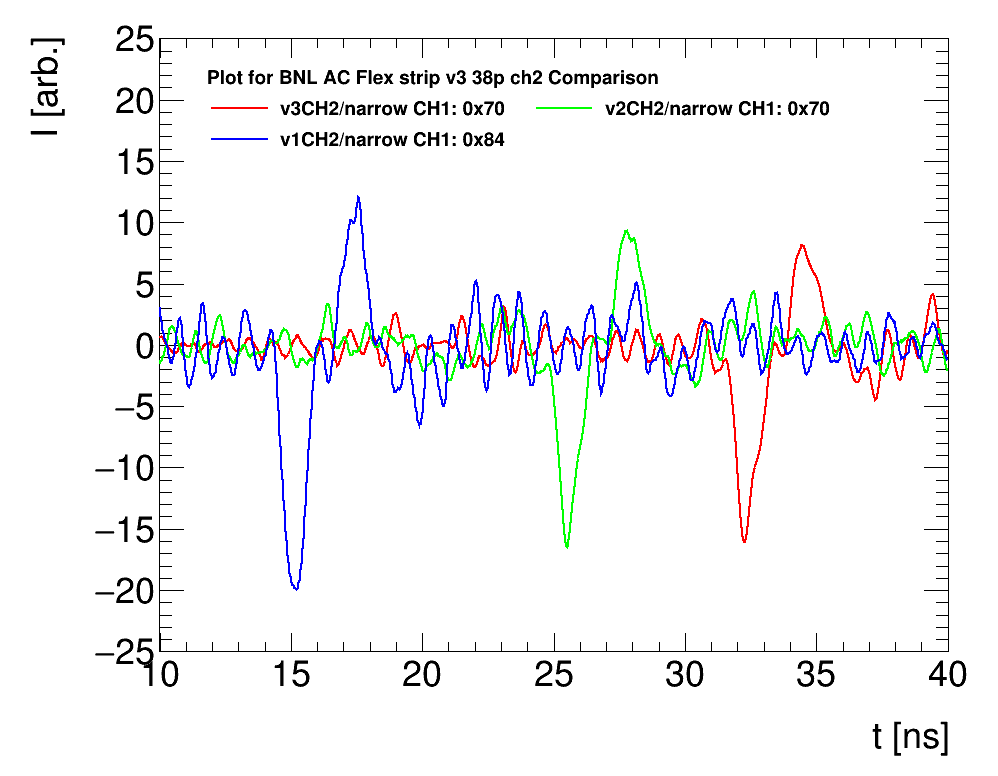 I [arb.]
25
20
15
10
5
0
−5
−10
−15
−20
−25
Plot for BNL AC Flex strip v3 38p ch2 Comparison
v3CH2/narrow CH1: 0x70 v2CH2/narrow CH1: 0x70
v1CH2/narrow CH1: 0x84
10 15 20 25 30 35 40
t [ns]